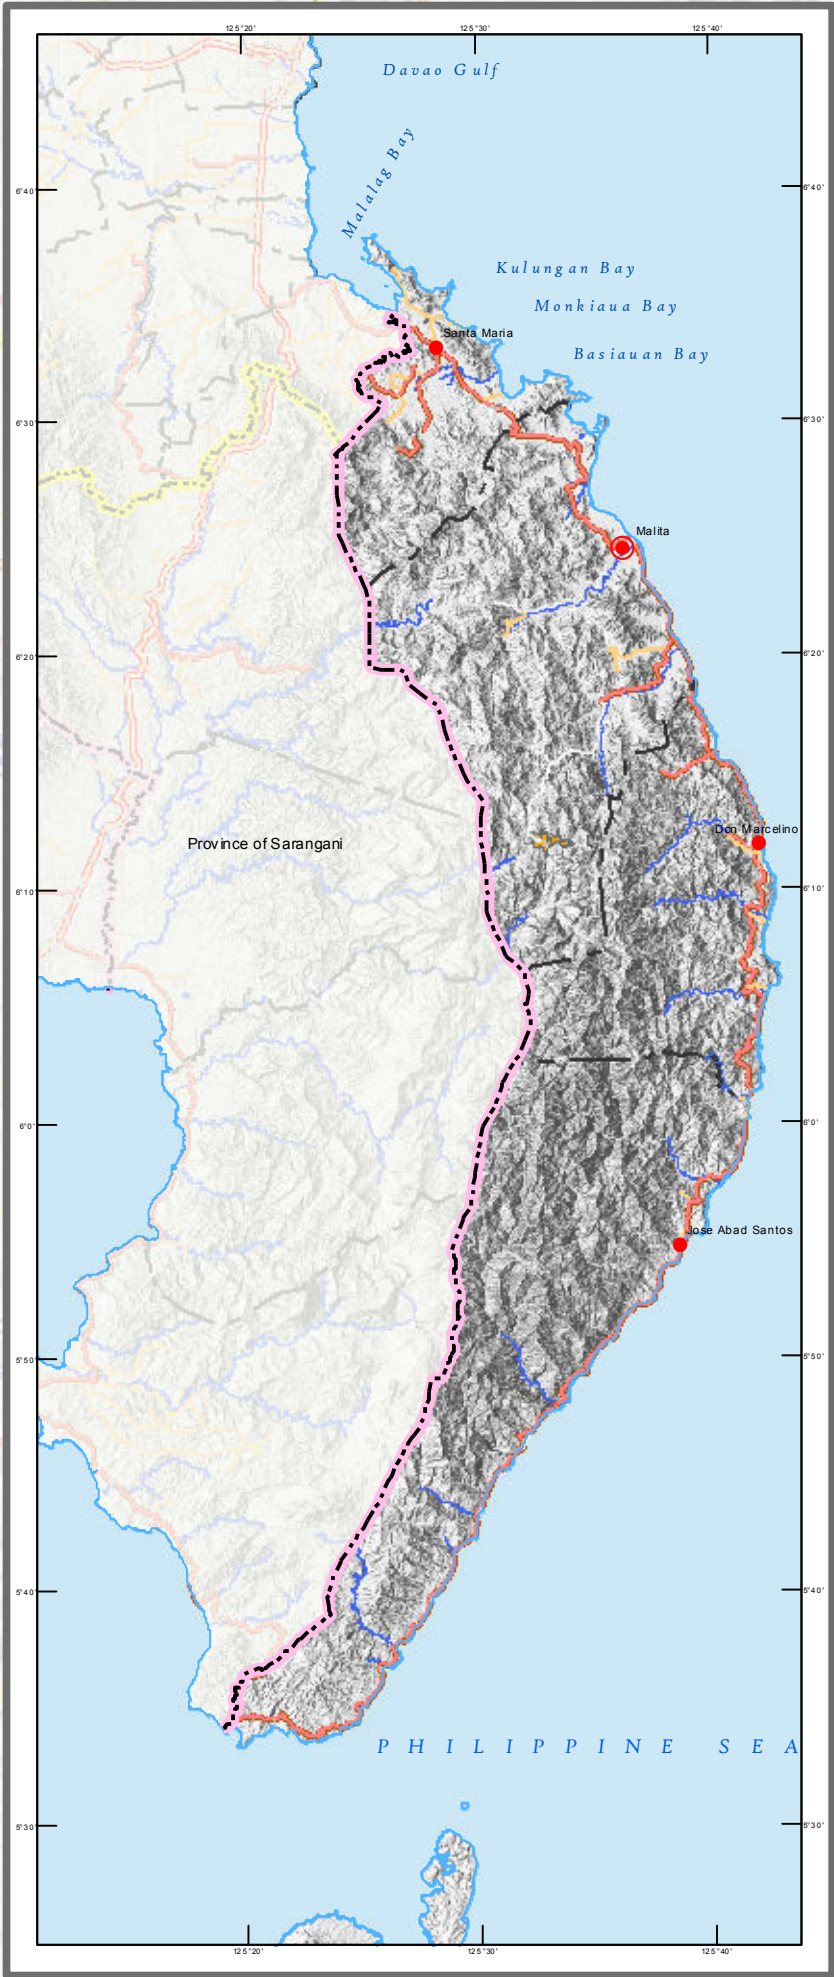 125°20' 125°30' 125°40'
Davao Gulf
Malalag Bay
6°40' 6°40'
Kulungan Bay
Monkiaua Bay
Santa Maria
Basiauan Bay
6°30' 6°30'
Malita
6°20' 6°20'
Don Marcelino
Province of Sarangani
6°10' 6°10'
6°0' 6°0'
Jose Abad Santos
5°50' 5°50'
5°40' 5°40'
PHILIPPINE SEA
5°30' 5°30'
125°20' 125°30' 125°40'